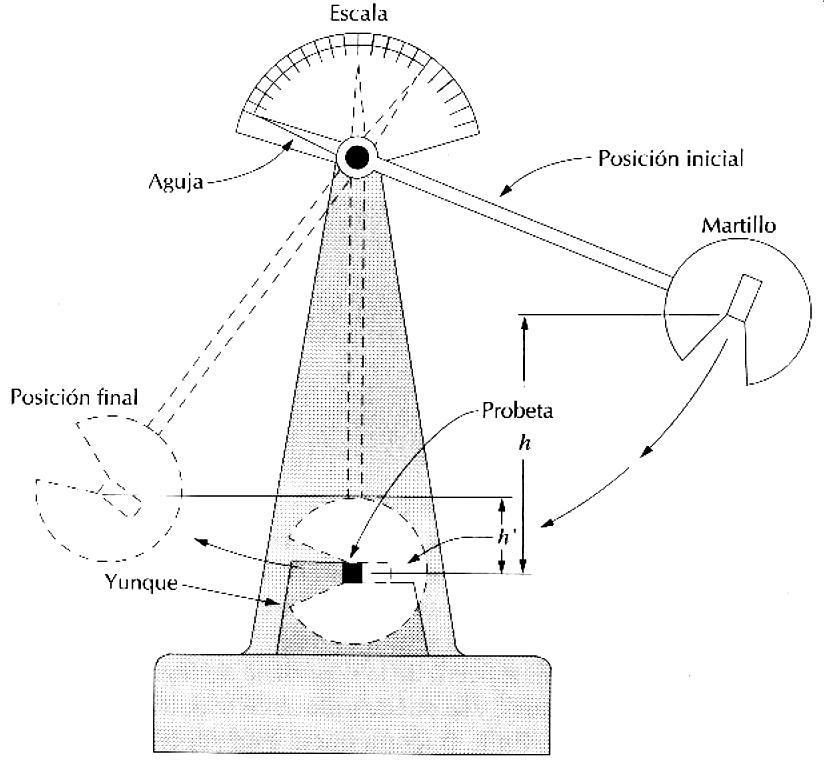 Escala
Posición inicial
Aguja
Martillo
Posición final
Probeta
h
h'
Yunque